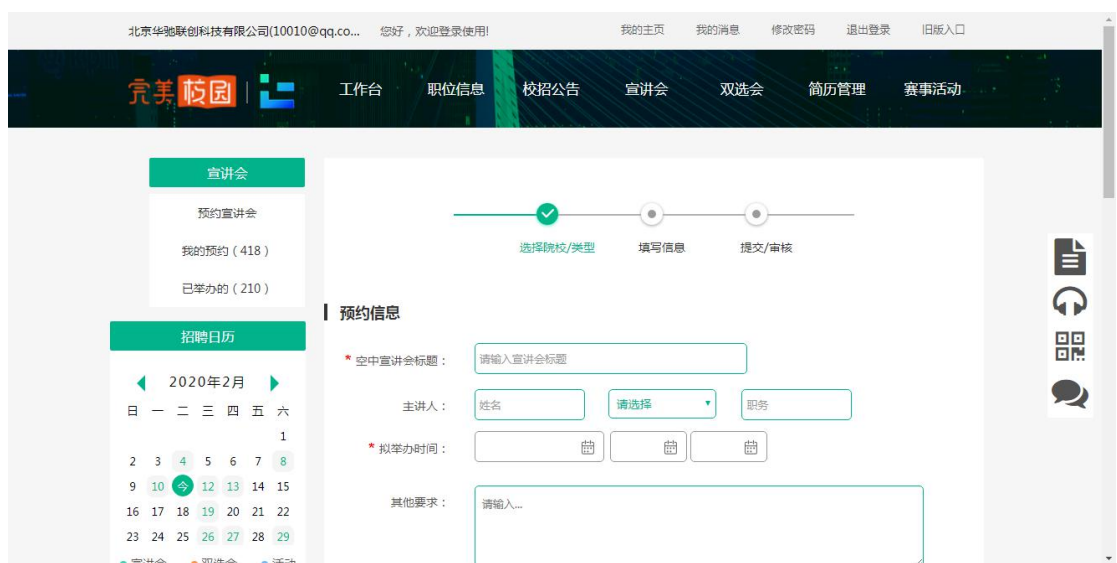 北京华驰联创科技有限公司(10010@qq.co... 您好，欢迎登录使用! 我的主页 我的消息 修改密码 退出登录 旧版入口
完美校园 工作台 职位信息 校招公告 宣讲会 双选会 简历管理 赛事活动
宣讲会
预约宣讲会
我的预约（418）
已举办的（210）
招聘日历
2020年2月
日 一 二 三 四 五 六
1
2 3 4 5 6 7 8
9 10 今 12 13 14 15
16 17 18 19 20 21 22
23 24 25 26 27 28 29
宣讲会 双选会 活动
选择院校/类型 填写信息 提交/审核
预约信息
* 空中宣讲会标题： 请输入宣讲会标题
主讲人： 姓名 请选择 职务
* 拟举办时间：
其他要求： 请输入...